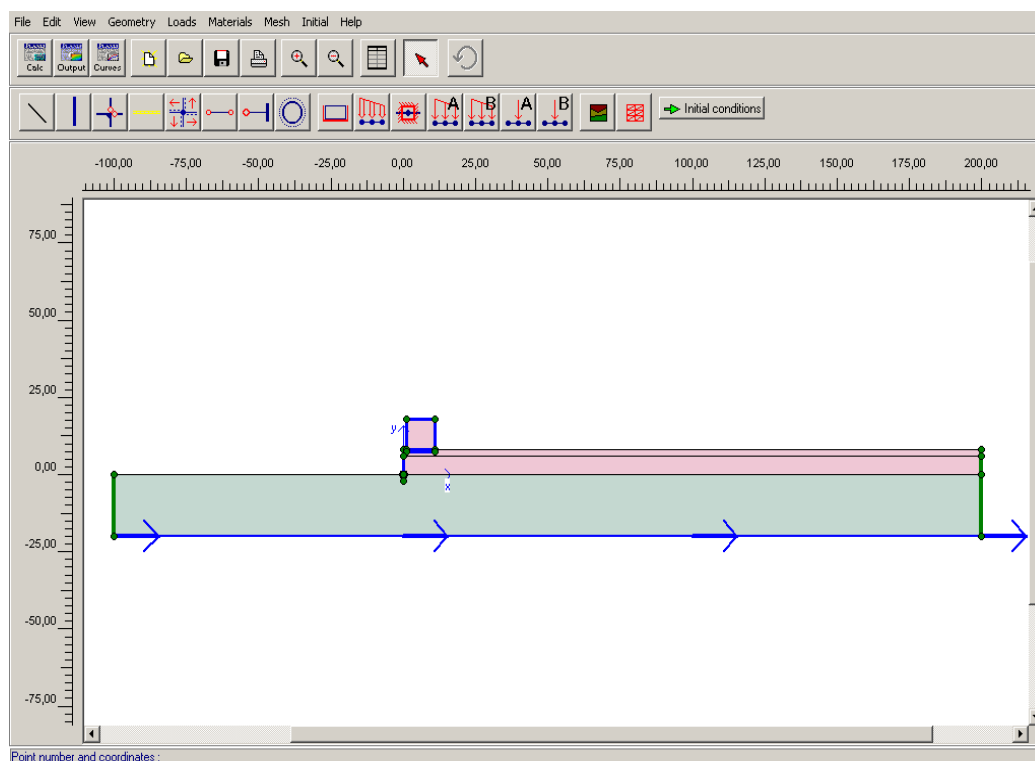 File Edit View Geometry Loads Materials Mesh Initial Help
Calc Output Curves
A B A B Initial conditions
-100,00 -75,00 -50,00 -25,00 0,00 25,00 50,00 75,00 100,00 125,00 150,00 175,00 200,00
75,00
50,00
25,00
y
0,00
x
-25,00
-50,00
-75,00
Point number and coordinates :